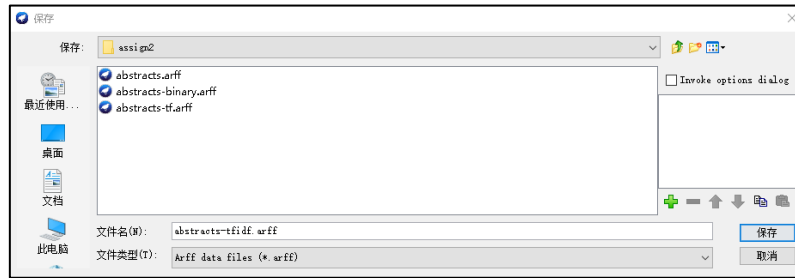 保存
保存:
assign2
Invoke options dialog
最近使用...
桌面
文档
此电脑
abstracts.arff
abstracts-binary.arff
abstracts-tf.arff
文件名(N):
abstracts-tfidf.arff
保存
文件类型(T):
Arff data files (*.arff)
取消